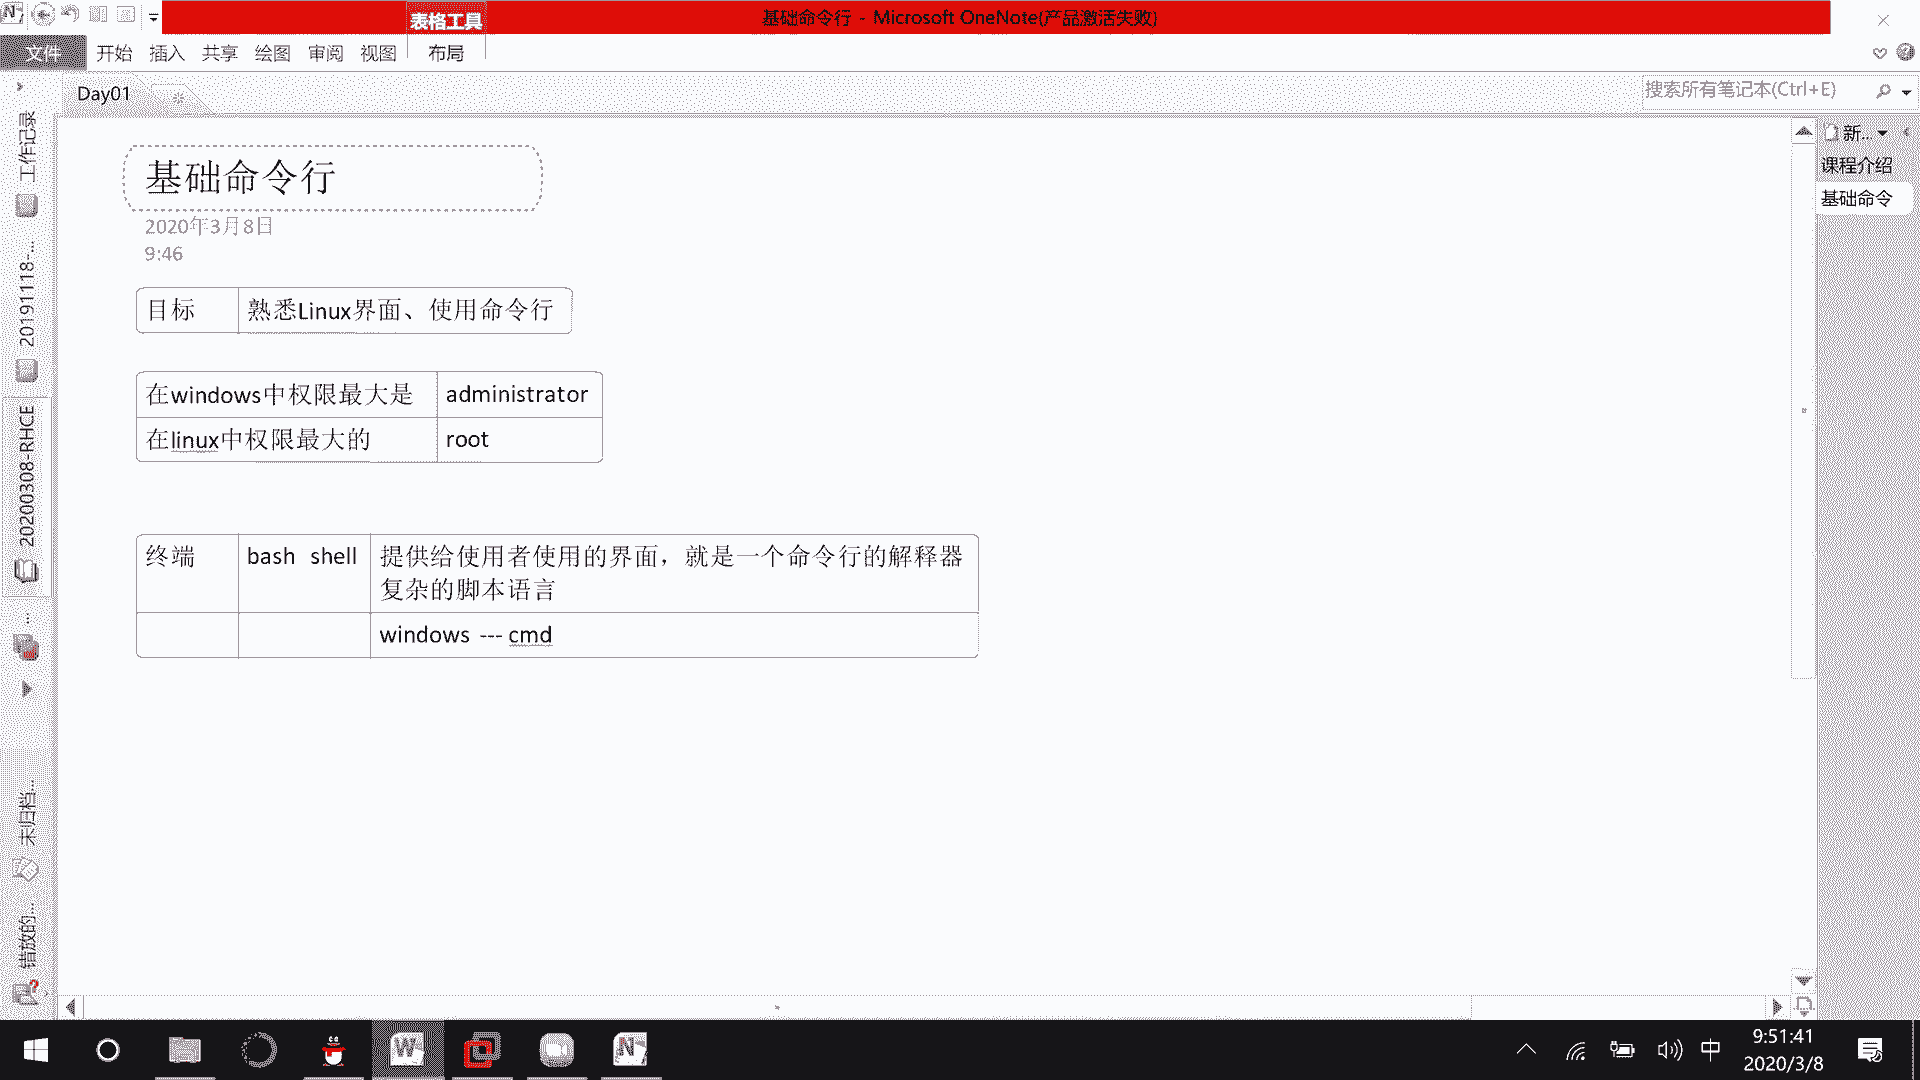 表格工具
基础命令行 - Microsoft OneNote(产品激活失败)
文件 开始 插入 共享 绘图 审阅 视图 布局
Day01
搜索所有笔记本(Ctrl+E)
新...
课程介绍
基础命令
工作记录
20191118-...
20200308-RHCE
...
未归档...
错放的...
基础命令行
2020年3月8日
9:46
目标 熟悉Linux界面、使用命令行
在windows中权限最大是 administrator
在linux中权限最大的 root
终端 bash shell 提供给使用者使用的界面，就是一个命令行的解释器
复杂的脚本语言
windows --- cmd
中
9:51:41
2020/3/8